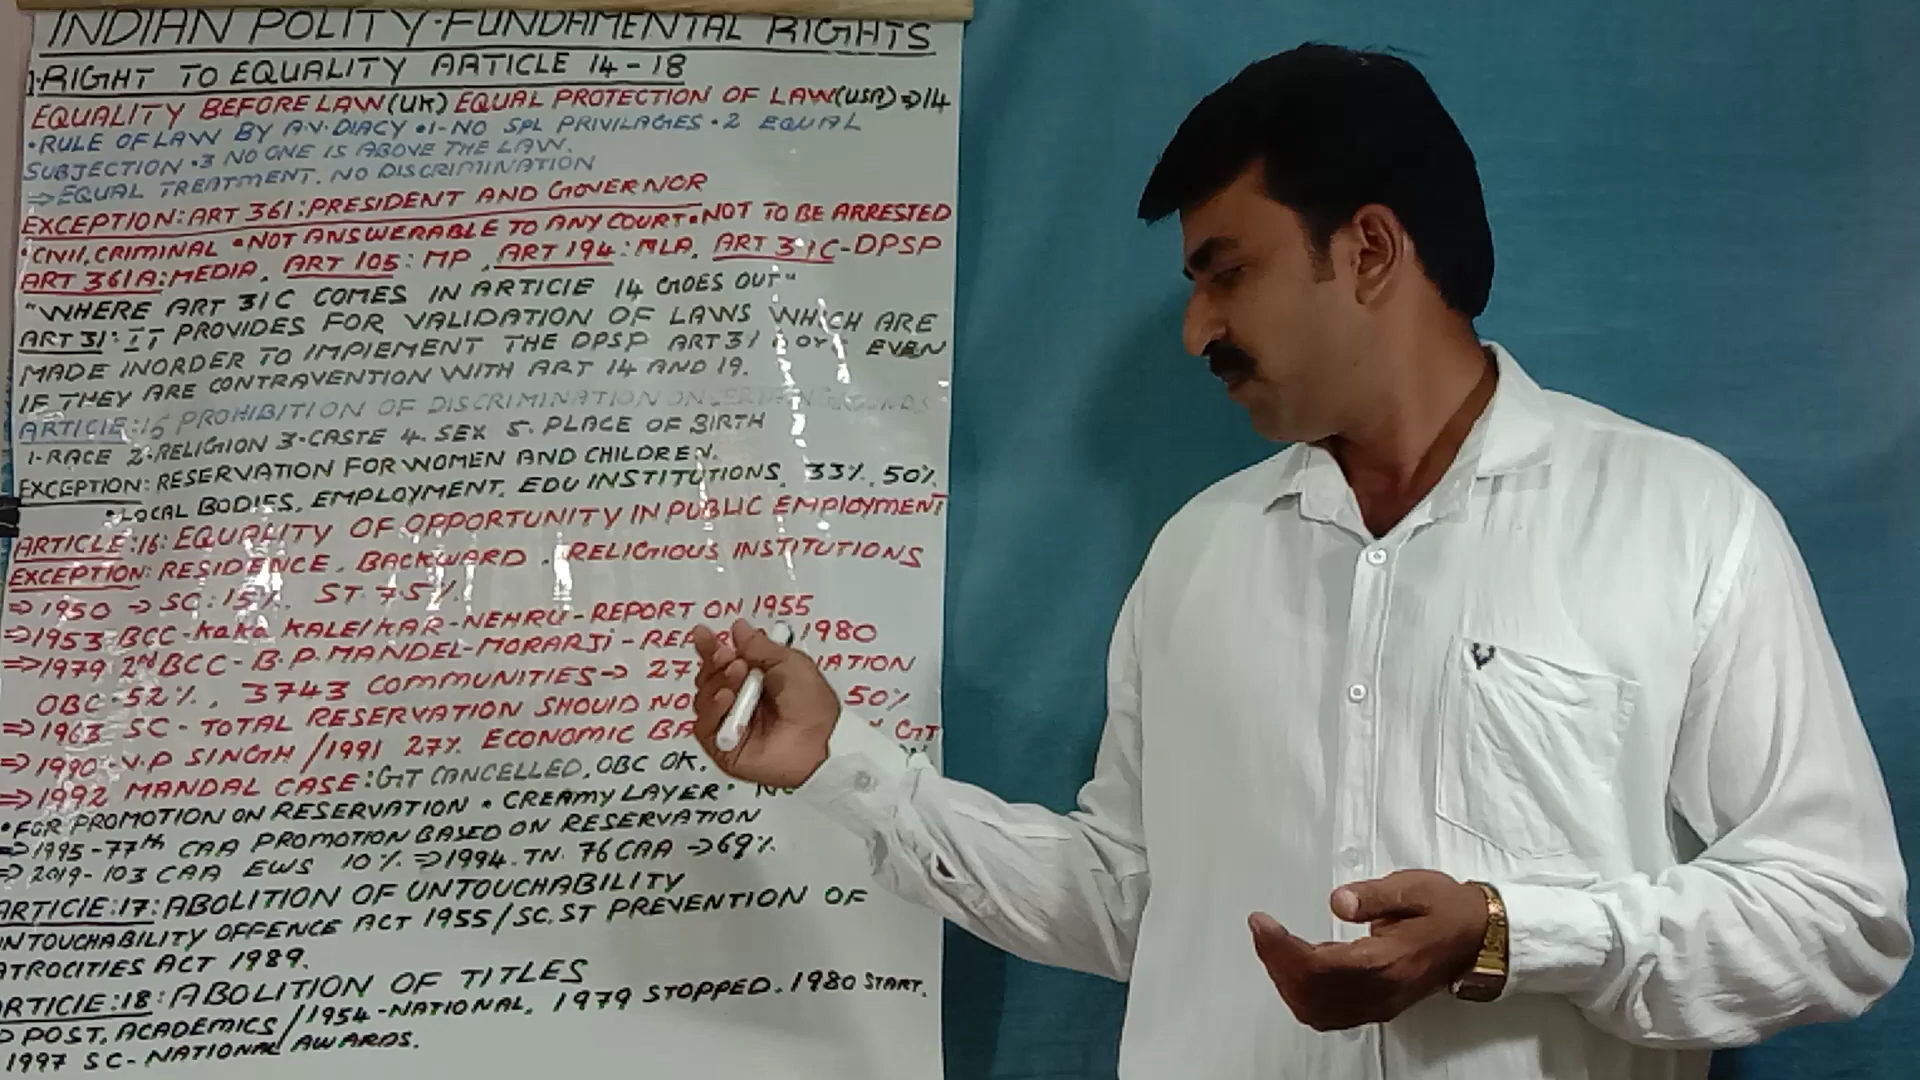 INDIAN POLITY-FUNDAMENTAL RIGHTS
1.RIGHT TO EQUALITY ARTICLE 14-18
EQUALITY BEFORE LAW(UK) EQUAL PROTECTION OF LAW(USA)⇒14
•RULE OF LAW BY A.V.DIACY •1-NO SPL PRIVILAGES •2 EQUAL
SUBJECTION •3 NO ONE IS ABOVE THE LAW.
⇒EQUAL TREATMENT. NO DISCRIMINATION
EXCEPTION:ART 361:PRESIDENT AND GOVERNOR
•CIVIL,CRIMINAL •NOT ANSWERABLE TO ANY COURT•NOT TO BE ARRESTED
ART 361A:MEDIA, ART 105: MP, ART 194: MLA, ART 31C-DPSP
"WHERE ART 31C COMES IN ARTICLE 14 GOES OUT"
ART 31: IT PROVIDES FOR VALIDATION OF LAWS WHICH ARE
MADE INORDER TO IMPLEMENT THE DPSP ART 31 EVEN
IF THEY ARE CONTRAVENTION WITH ART 14 AND 19.
ARTICLE:15 PROHIBITION OF DISCRIMINATION ON CERTAIN GROUNDS
1-RACE 2-RELIGION 3-CASTE 4. SEX 5. PLACE OF BIRTH
EXCEPTION: RESERVATION FOR WOMEN AND CHILDREN.
•LOCAL BODIES, EMPLOYMENT, EDU INSTITUTIONS, 33%, 50%
ARTICLE:16: EQUALITY OF OPPORTUNITY IN PUBLIC EMPLOYMENT
EXCEPTION: RESIDENCE, BACKWARD, RELIGIOUS INSTITUTIONS
⇒1950 → SC:15%, ST 7.5%.
⇒1953 BCC-KaKa KALEIKAR-NEHRU-REPORT ON 1955
⇒1979 2nd BCC-B.P.MANDEL-MORARJI- 1980
OBC-52%, 3743 COMMUNITIES→
⇒1963 SC- TOTAL RESERVATION SHOULD 50%
⇒1990-V.P SINGH/1991 27% ECONOMIC
⇒1992 MANDAL CASE:GT CANCELLED,OBC OK.
•FOR PROMOTION ON RESERVATION • CREAMY LAYER•
⇒1995-77th CAA PROMOTION BASED ON RESERVATION
⇒2019-103 CAA EWS 10% ⇒1994.TN. 76CAA→69%
ARTICLE:17:ABOLITION OF UNTOUCHABILITY
UNTOUCHABILITY OFFENCE ACT 1955/SC,ST PREVENTION OF
ATROCITIES ACT 1989.
ARTICLE:18:ABOLITION OF TITLES
POST, ACADEMICS/1954-NATIONAL, 1979 STOPPED. 1980 START.
1997 SC-NATIONAL AWARDS.